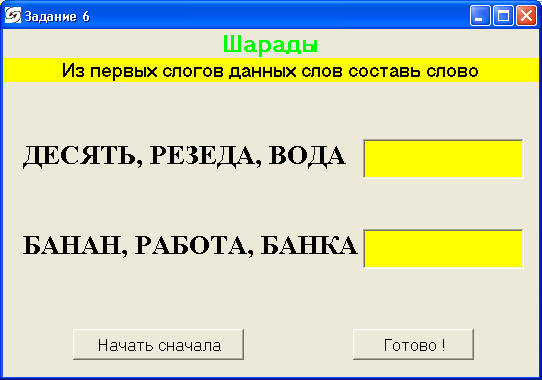 Задание 6
Шарады
Из первых слогов данных слов составь слово
ДЕСЯТЬ, РЕЗЕДА, ВОДА
БАНАН, РАБОТА, БАНКА
Начать сначала
Готово !